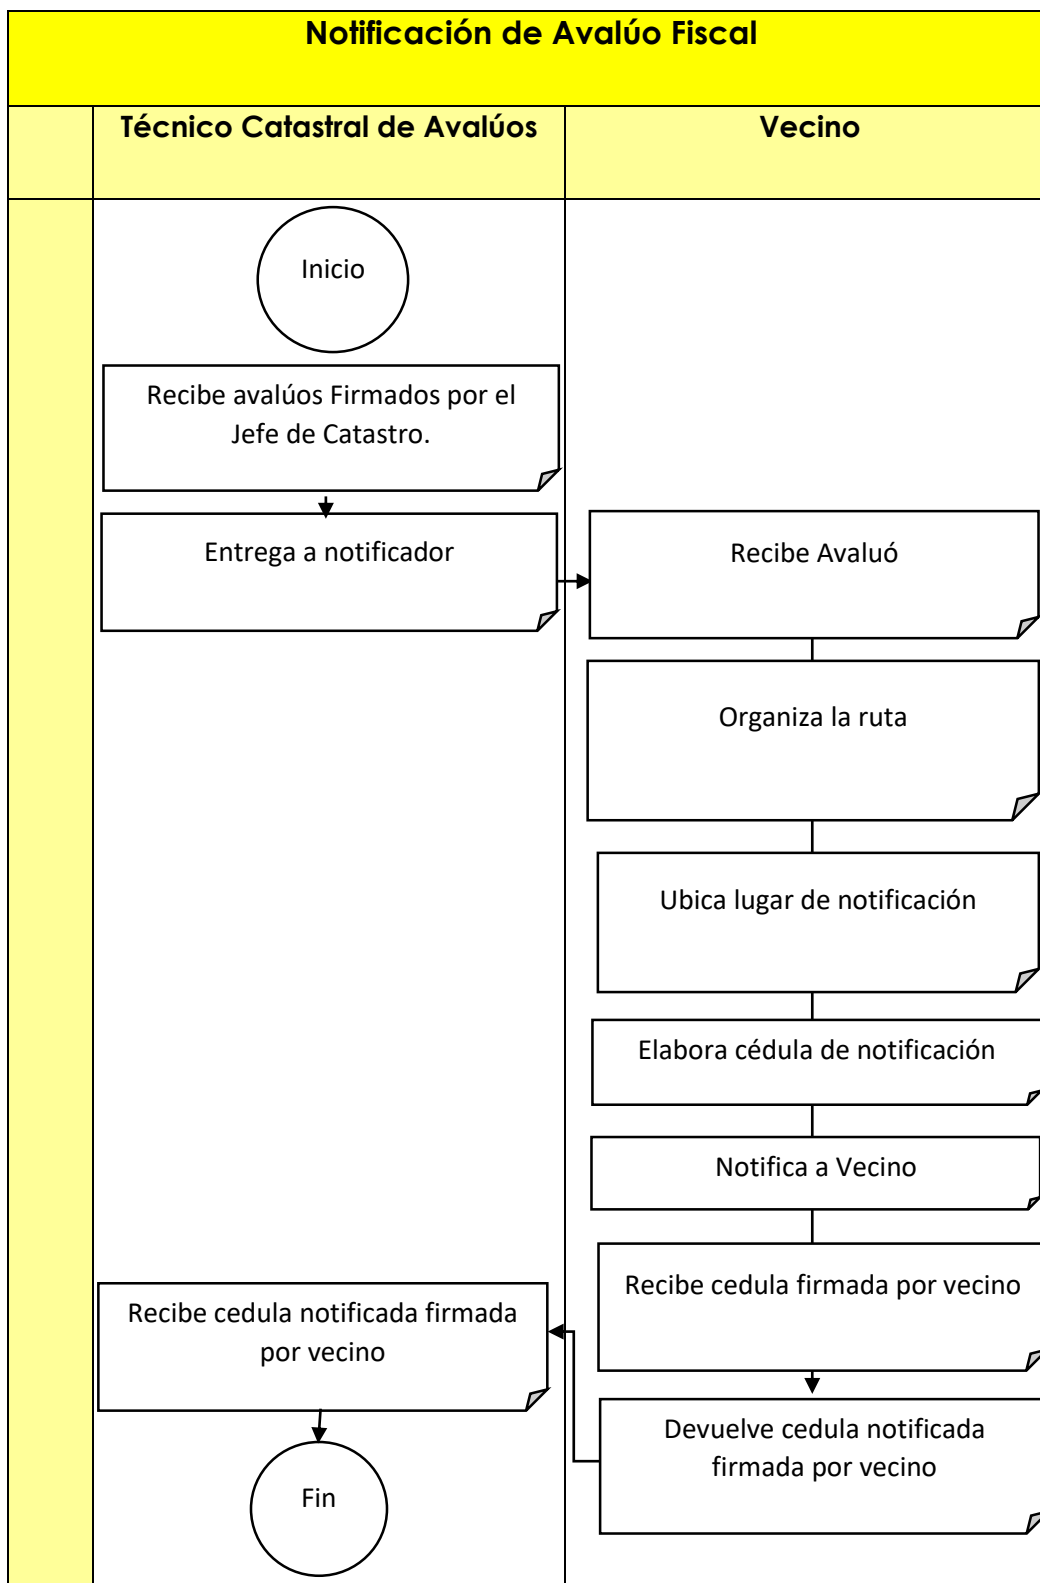 Notificación de Avalúo Fiscal
Técnico Catastral de Avalúos
Vecino
Inicio
Recibe avalúos Firmados por el
Jefe de Catastro.
Entrega a notificador
Recibe Avaluó
Organiza la ruta
Ubica lugar de notificación
Elabora cédula de notificación
Notifica a Vecino
Recibe cedula firmada por vecino
Devuelve cedula notificada
firmada por vecino
Recibe cedula notificada firmada
por vecino
Fin